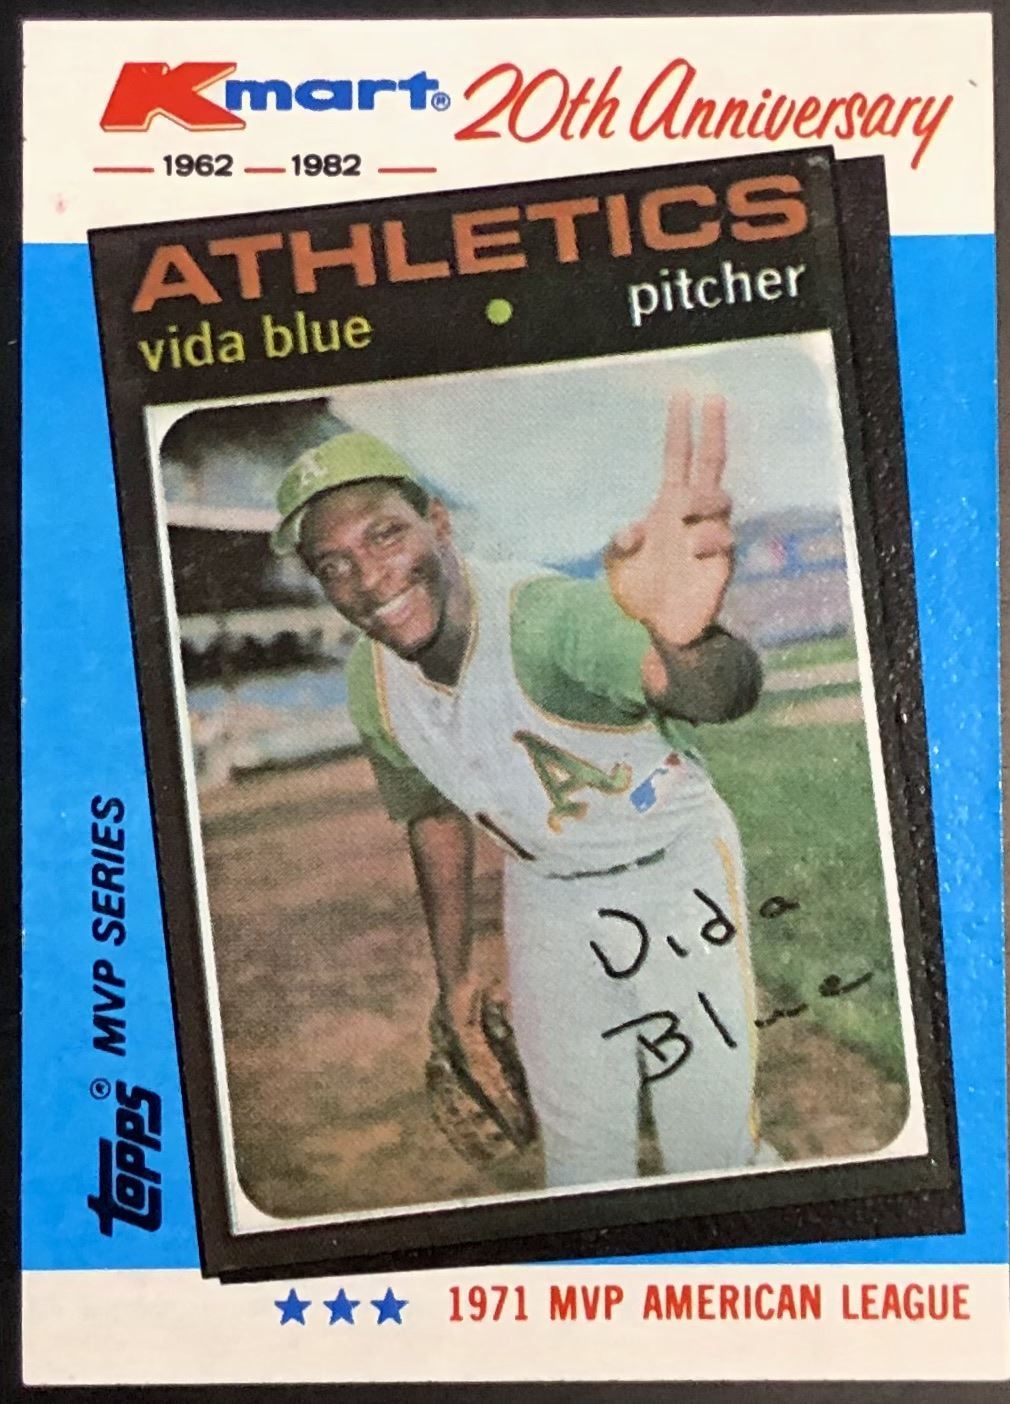 Kmart® 20th Anniversary
1962 — 1982
ATHLETICS
vida blue • pitcher
A
A
Vida
Blue
TOPPS® MVP SERIES
★★★ 1971 MVP AMERICAN LEAGUE